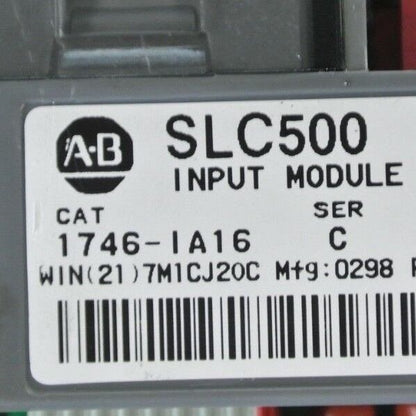 A·B
SLC500
INPUT MODULE
CAT SER
1746-IA16 C
WIN(21)7M1CJ20C Mfg:0298